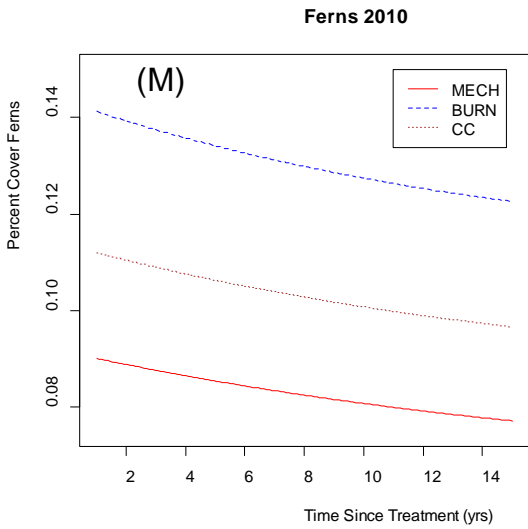 Ferns 2010
(M)
MECH
BURN
CC
Percent Cover Ferns
0.14
0.12
0.10
0.08
2 4 6 8 10 12 14
Time Since Treatment (yrs)